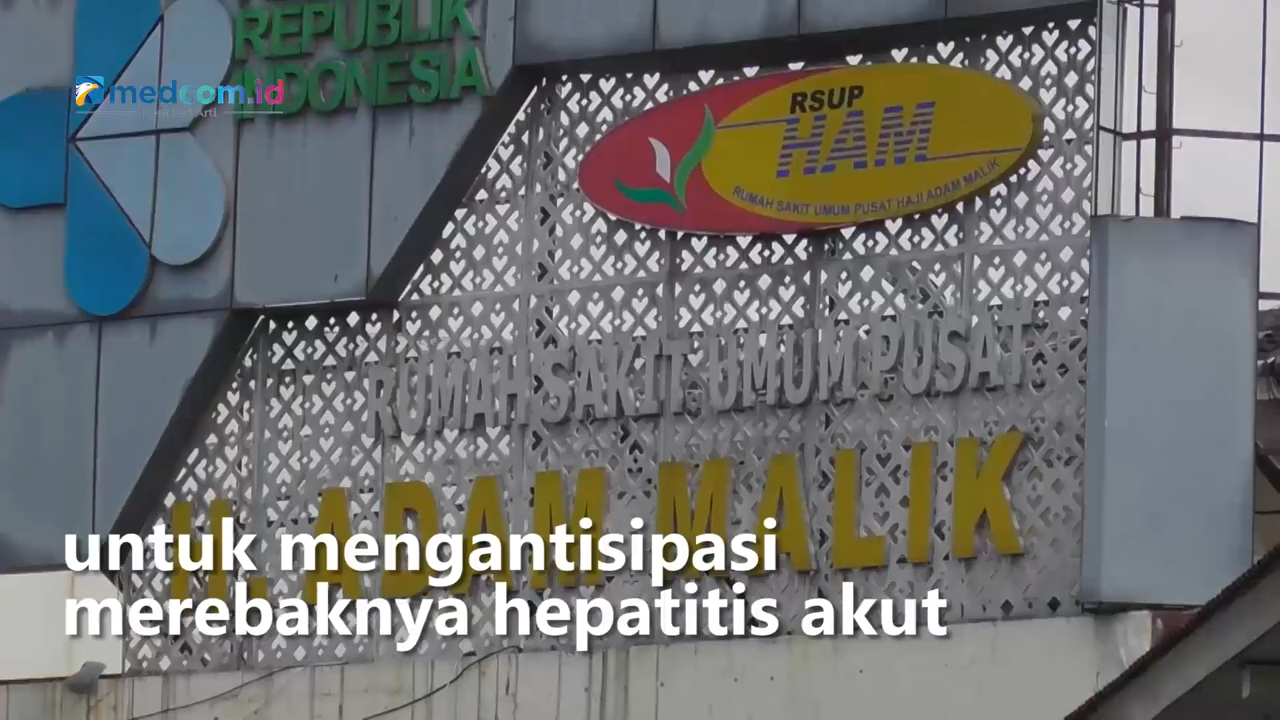 REPUBLIK
INDONESIA
medcom.id
RSUP
HAM
RUMAH SAKIT UMUM PUSAT HAJI ADAM MALIK
RUMAH SAKIT UMUM PUSAT
H. ADAM MALIK
untuk mengantisipasi
merebaknya hepatitis akut